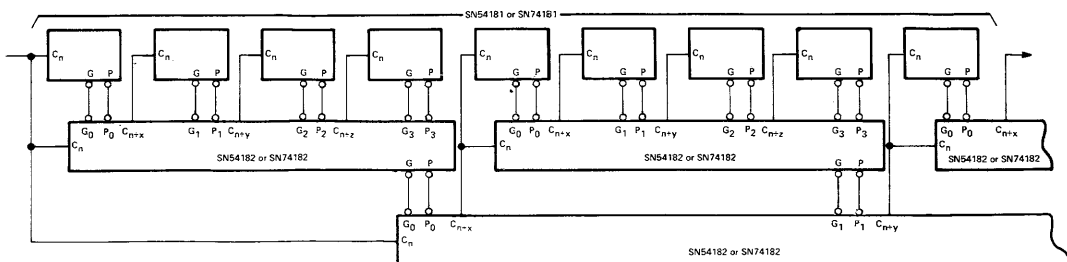 SN54181 or SN74181
Cn Cn Cn Cn Cn Cn Cn Cn Cn
G P G P G P G P G P G P G P G P G P
G0 P0 Cn+x G1 P1 Cn+y G2 P2 Cn+z G3 P3 G0 P0 Cn+x G1 P1 Cn+y G2 P2 Cn+z G3 P3 G0 P0 Cn+x
Cn Cn Cn
SN54182 or SN74182 SN54182 or SN74182 SN54182 or SN74182
G P G P
G0 P0 Cn+x G1 P1 Cn+y
Cn
SN54182 or SN74182